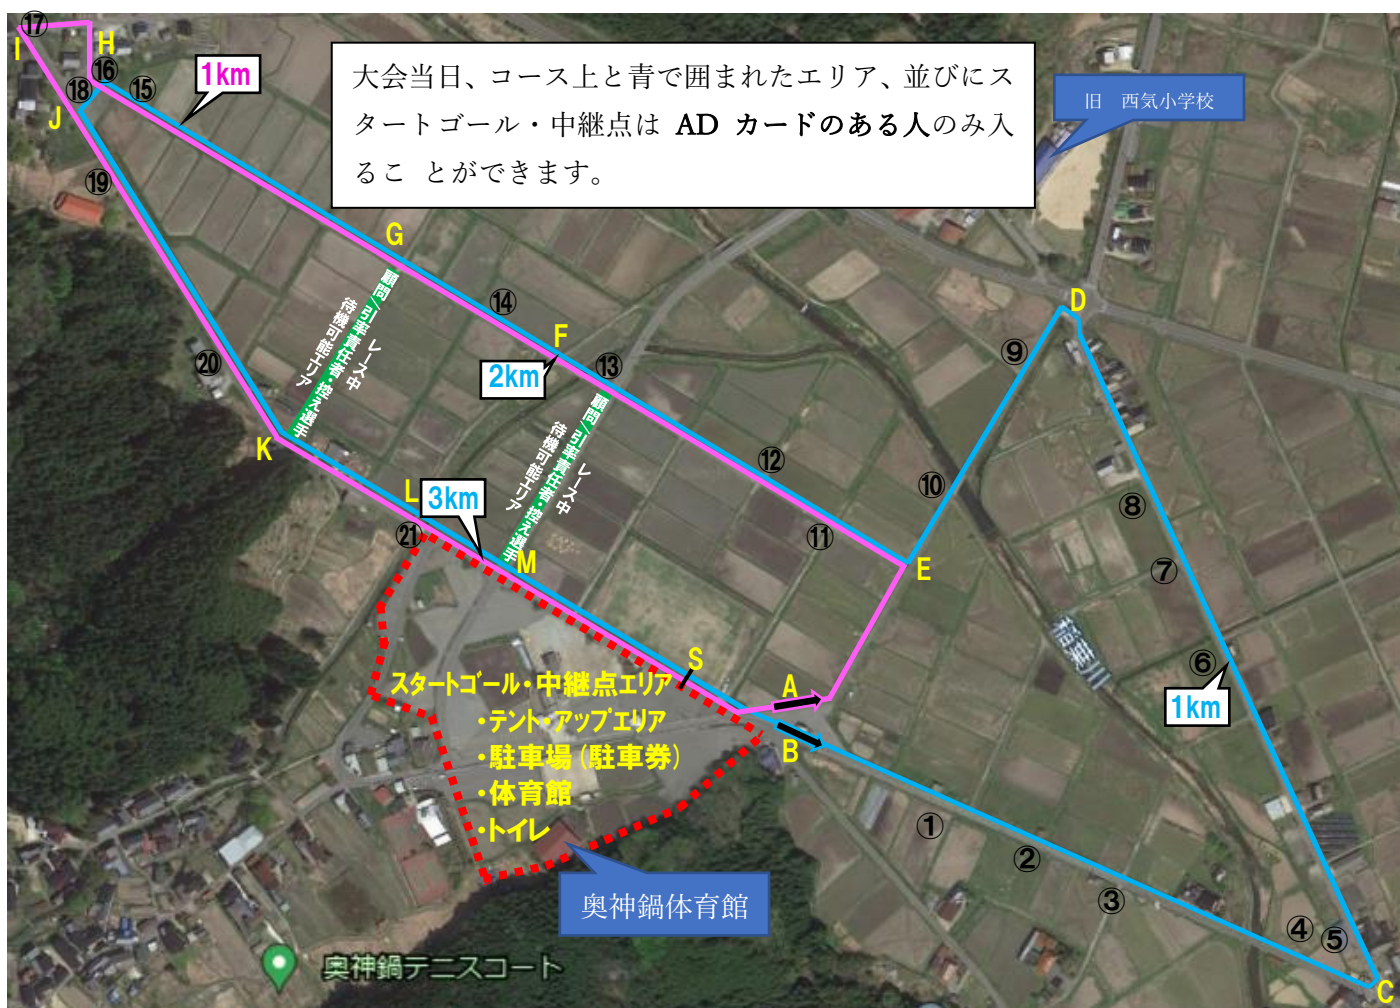 ⑰
I
H
⑯
⑮
1km
⑱
J
⑲
大会当日、コース上と青で囲まれたエリア、並びにス
タートゴール・中継点は AD カードのある人のみ入
るこ とができます。
旧 西気小学校
G
⑭
F
2km
⑬
D
⑨
レース中
顧問/引率責任者・控え選手
待機可能エリア
レース中
顧問/引率責任者・控え選手
待機可能エリア
⑳
K
L
3km
㉑
M
⑫
⑪
⑩
E
⑧
⑦
稲葉川
⑥
1km
S
A
B
スタートゴール・中継点エリア
・テント・アップエリア
・駐車場(駐車券)
・体育館
・トイレ
①
②
③
④
⑤
C
奥神鍋体育館
奥神鍋テニスコート